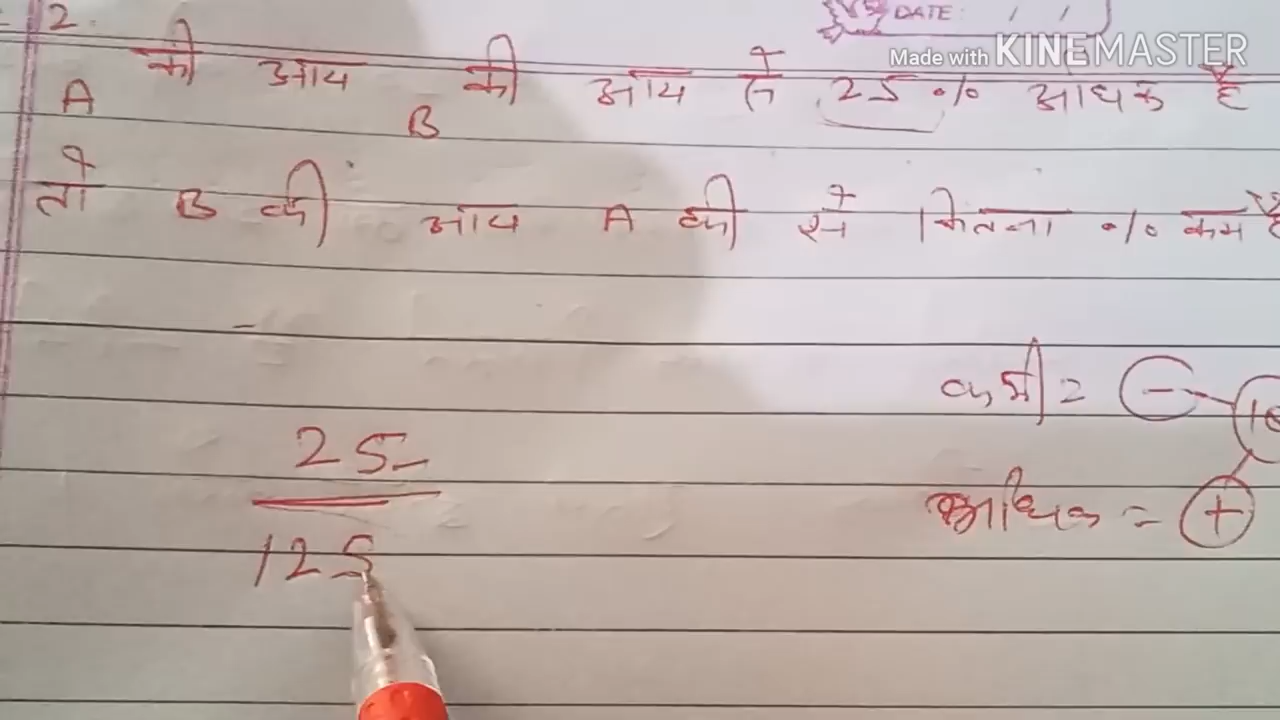 2.
DATE: / /
Made with KINEMASTER
A की आय B की आय से 25% अधिक है
तो B की आय A की से कितना % कम है
कमी = −
अधिक = +
25
125